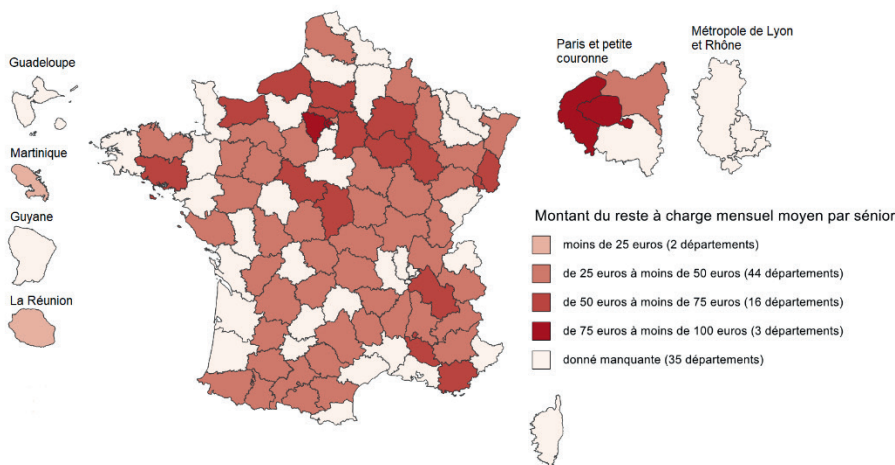 Guadeloupe
Martinique
Guyane
La Réunion
Paris et petite
couronne
Métropole de Lyon
et Rhône
Montant du reste à charge mensuel moyen par sénior
moins de 25 euros (2 départements)
de 25 euros à moins de 50 euros (44 départements)
de 50 euros à moins de 75 euros (16 départements)
de 75 euros à moins de 100 euros (3 départements)
donné manquante (35 départements)